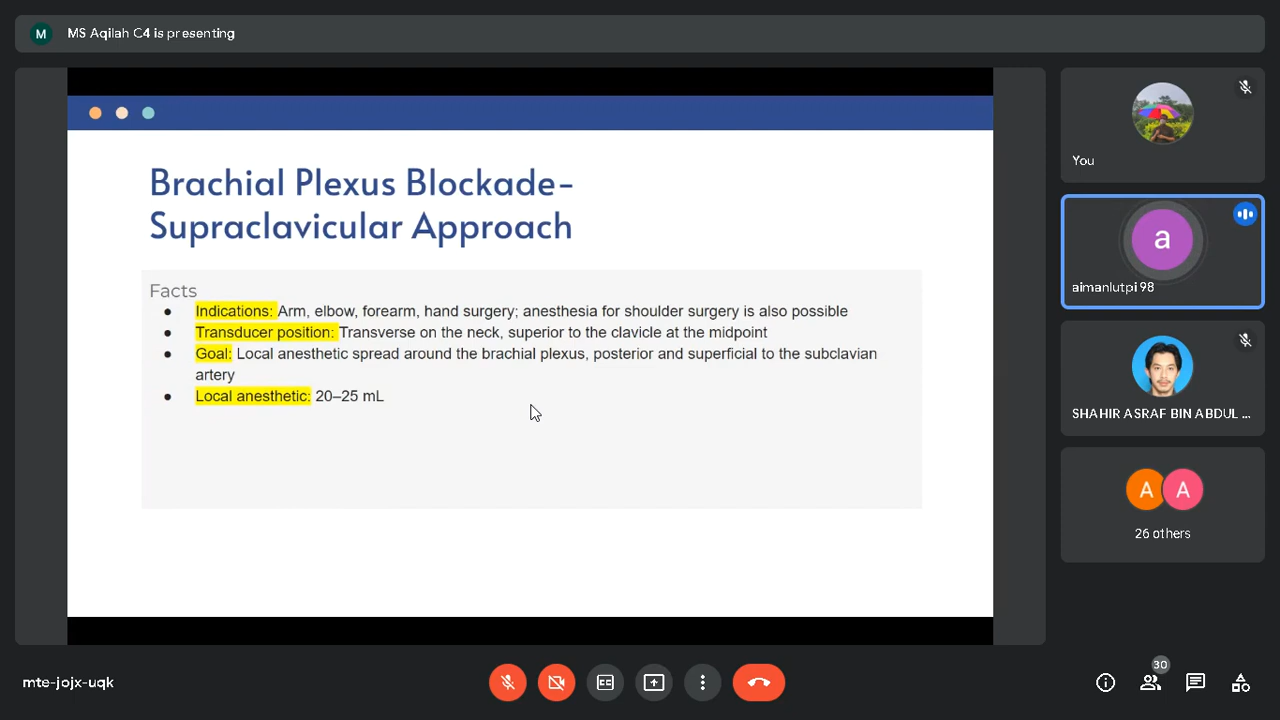 M
MS Aqilah C4 is presenting
Brachial Plexus Blockade-
Supraclavicular Approach
Facts
● Indications: Arm, elbow, forearm, hand surgery; anesthesia for shoulder surgery is also possible
● Transducer position: Transverse on the neck, superior to the clavicle at the midpoint
● Goal: Local anesthetic spread around the brachial plexus, posterior and superficial to the subclavian
artery
● Local anesthetic: 20–25 mL
You
a
aimanlutpi 98
SHAHIR ASRAF BIN ABDUL ...
A A
26 others
mte-jojx-uqk
CC
30